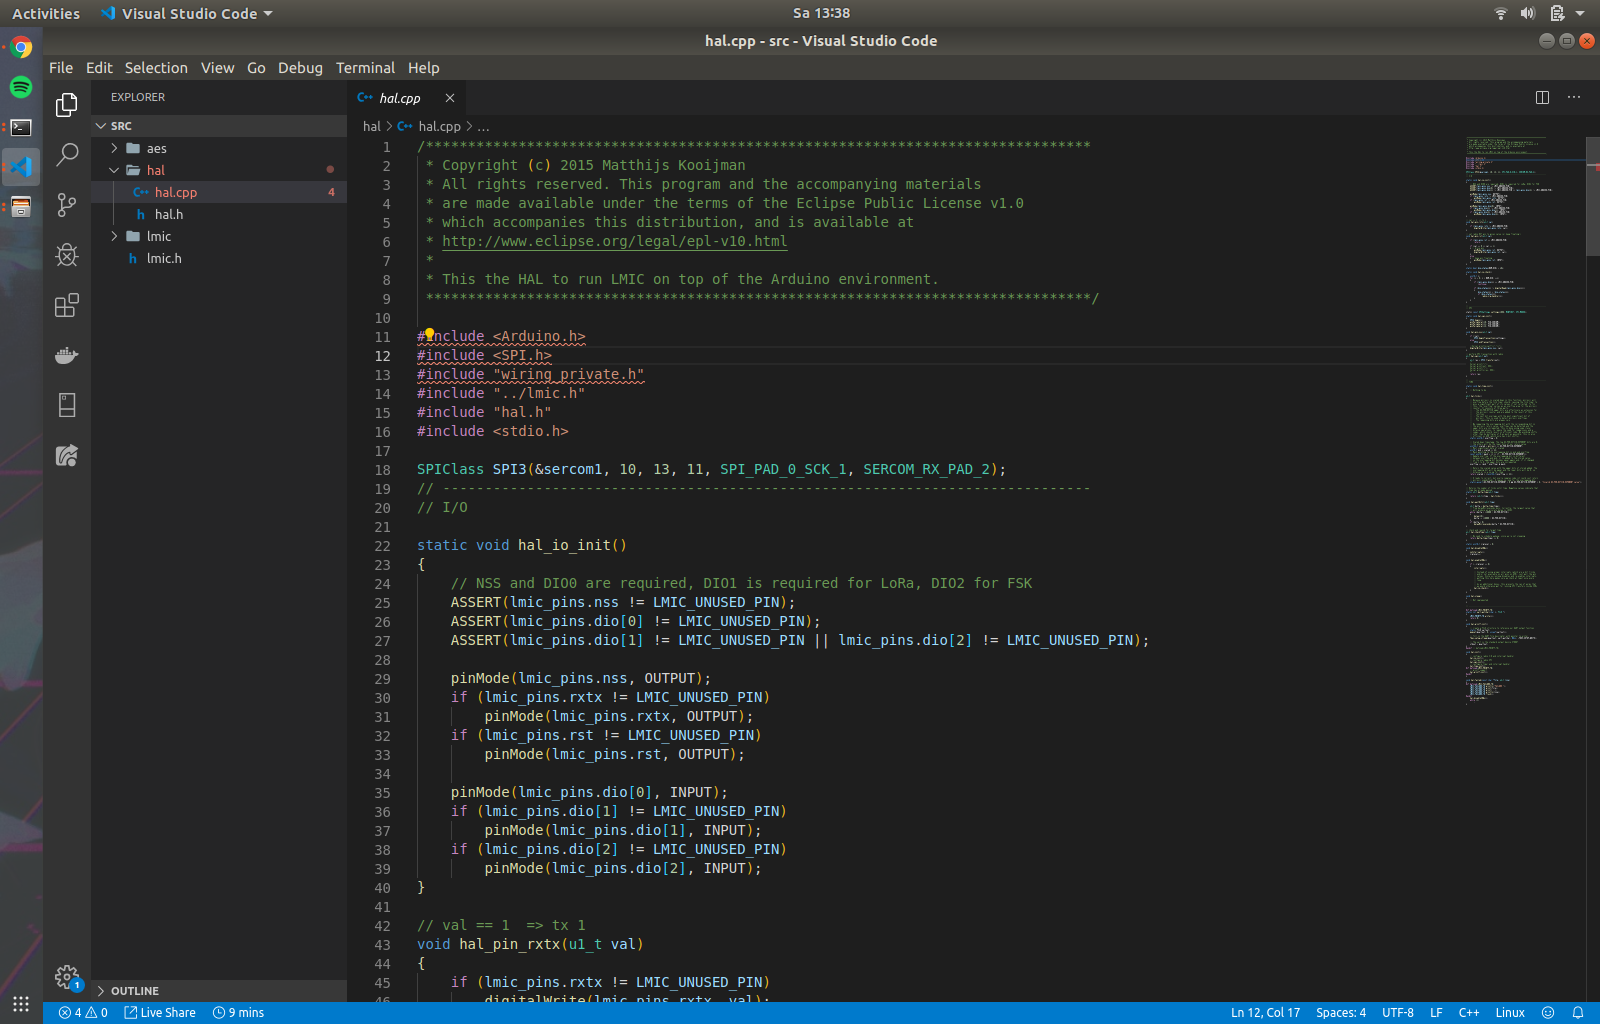 Activities Visual Studio Code Sa 13:38
hal.cpp - src - Visual Studio Code
File Edit Selection View Go Debug Terminal Help
EXPLORER
SRC
aes
hal
hal.cpp 4
hal.h
lmic
lmic.h
OUTLINE
hal.cpp
hal > hal.cpp > ...
1 /*******************************************************************************
2 * Copyright (c) 2015 Matthijs Kooijman
3 * All rights reserved. This program and the accompanying materials
4 * are made available under the terms of the Eclipse Public License v1.0
5 * which accompanies this distribution, and is available at
6 * http://www.eclipse.org/legal/epl-v10.html
7 *
8 * This the HAL to run LMIC on top of the Arduino environment.
9 *******************************************************************************/
10
11 #include <Arduino.h>
12 #include <SPI.h>
13 #include "wiring_private.h"
14 #include "../lmic.h"
15 #include "hal.h"
16 #include <stdio.h>
17
18 SPIClass SPI3(&sercom1, 10, 13, 11, SPI_PAD_0_SCK_1, SERCOM_RX_PAD_2);
19 // -----------------------------------------------------------------------------
20 // I/O
21
22 static void hal_io_init()
23 {
24 // NSS and DIO0 are required, DIO1 is required for LoRa, DIO2 for FSK
25 ASSERT(lmic_pins.nss != LMIC_UNUSED_PIN);
26 ASSERT(lmic_pins.dio[0] != LMIC_UNUSED_PIN);
27 ASSERT(lmic_pins.dio[1] != LMIC_UNUSED_PIN || lmic_pins.dio[2] != LMIC_UNUSED_PIN);
28
29 pinMode(lmic_pins.nss, OUTPUT);
30 if (lmic_pins.rxtx != LMIC_UNUSED_PIN)
31 pinMode(lmic_pins.rxtx, OUTPUT);
32 if (lmic_pins.rst != LMIC_UNUSED_PIN)
33 pinMode(lmic_pins.rst, OUTPUT);
34
35 pinMode(lmic_pins.dio[0], INPUT);
36 if (lmic_pins.dio[1] != LMIC_UNUSED_PIN)
37 pinMode(lmic_pins.dio[1], INPUT);
38 if (lmic_pins.dio[2] != LMIC_UNUSED_PIN)
39 pinMode(lmic_pins.dio[2], INPUT);
40 }
41
42 // val == 1  => tx 1
43 void hal_pin_rxtx(u1_t val)
44 {
45 if (lmic_pins.rxtx != LMIC_UNUSED_PIN)
46 digitalWrite(lmic_pins.rxtx, val);
1
4 0 Live Share 9 mins Ln 12, Col 17 Spaces: 4 UTF-8 LF C++ Linux